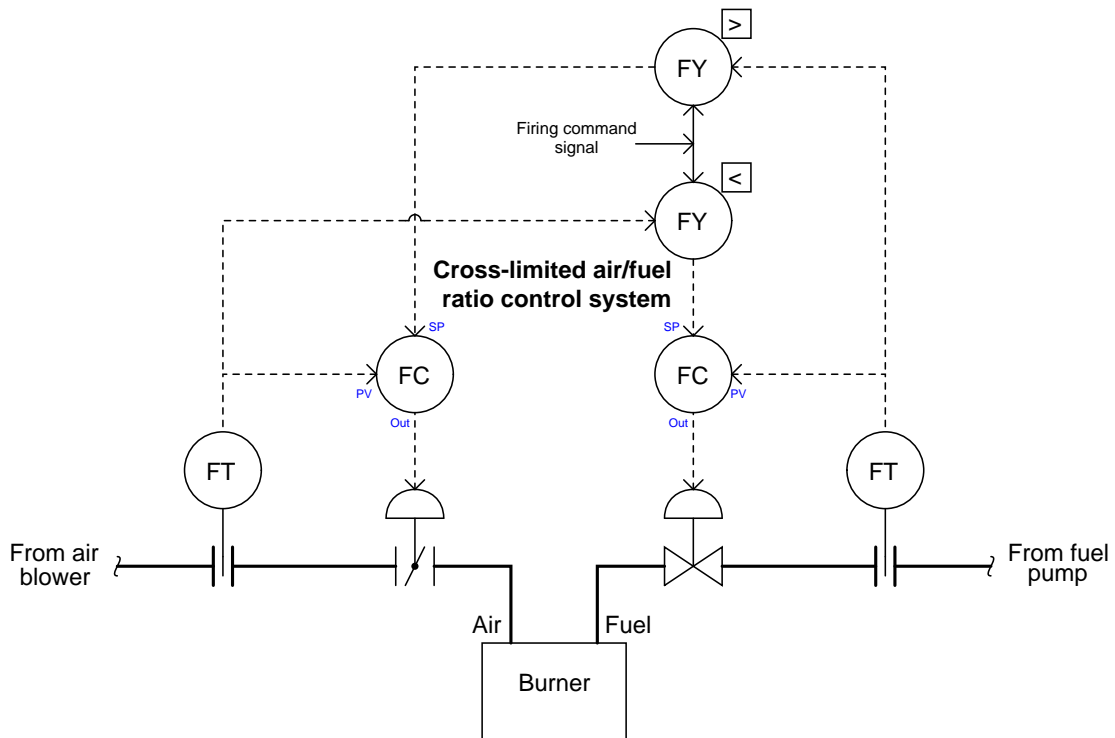 >
FY
Firing command
signal
<
FY
Cross-limited air/fuel
ratio control system
SP
SP
FC
FC
PV
PV
Out
Out
FT
FT
From air
blower
From fuel
pump
Air
Fuel
Burner